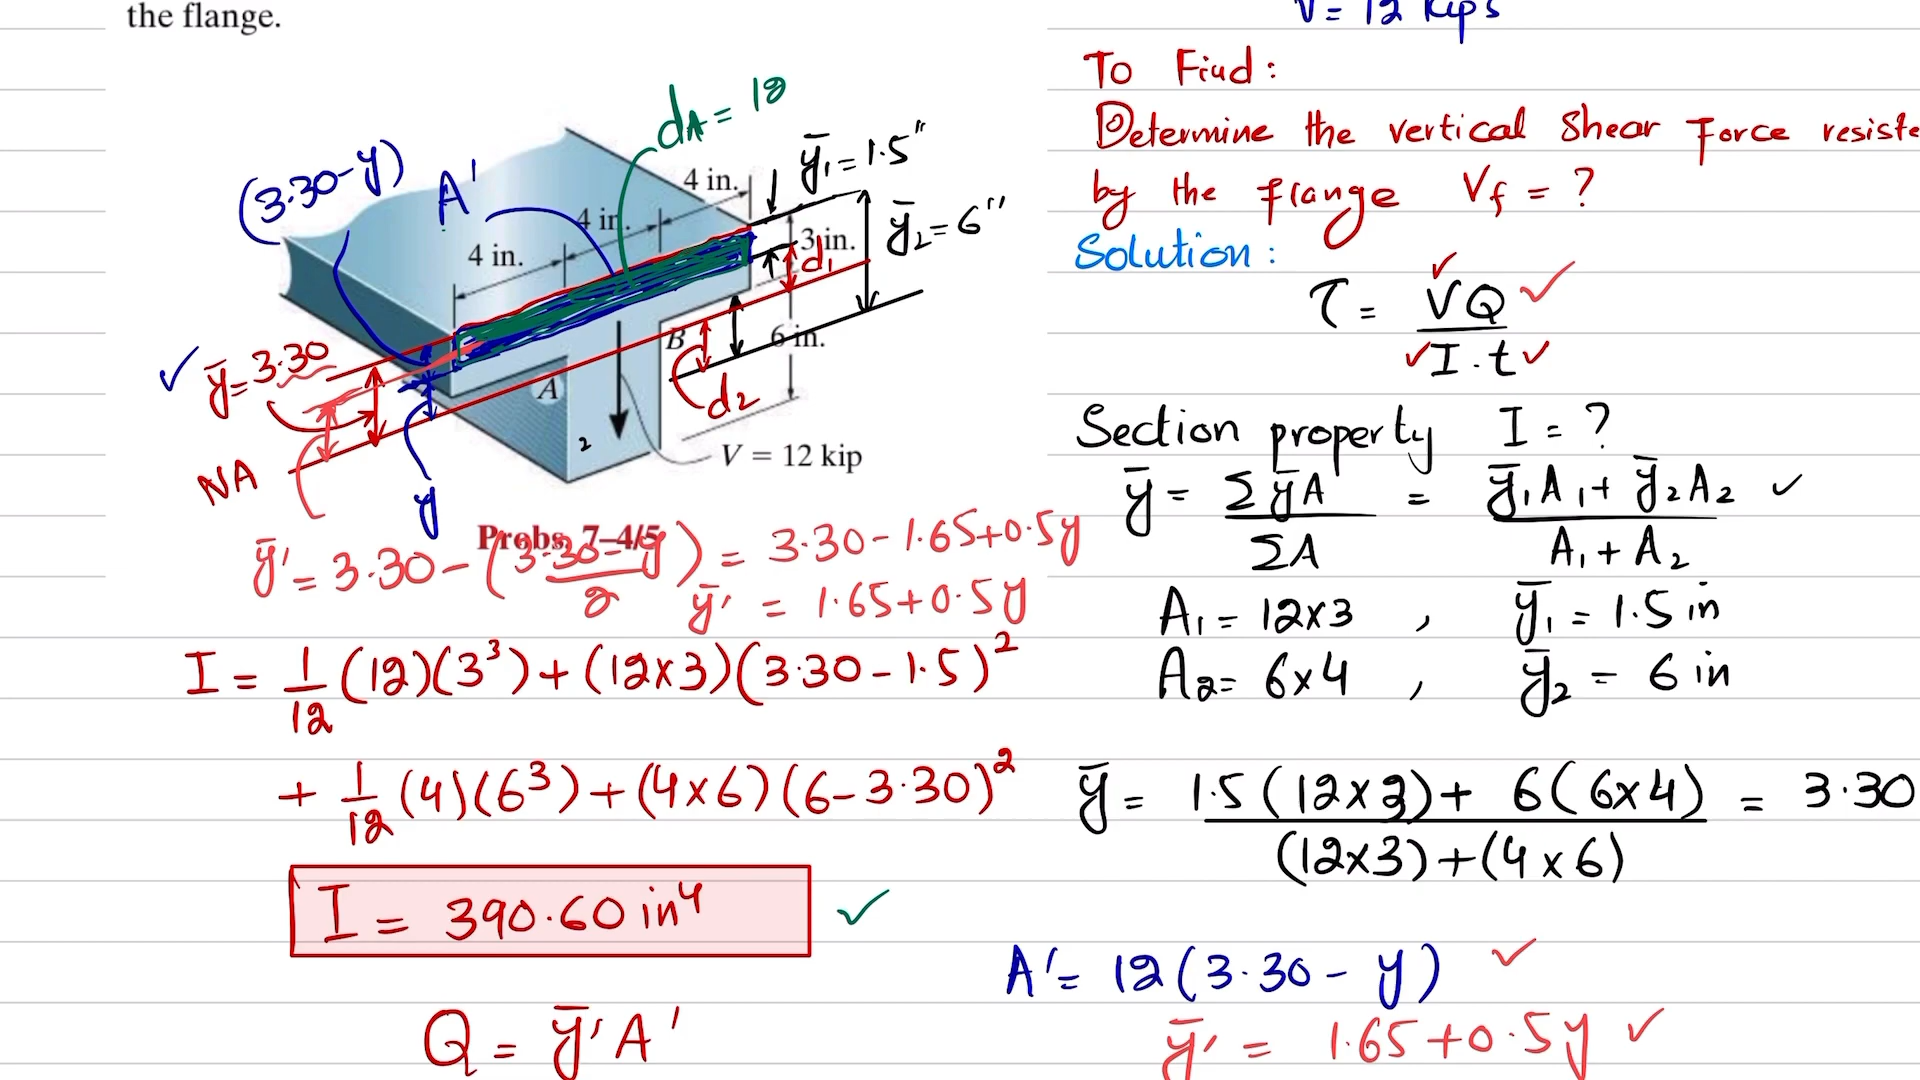 the flange.
V = 12 kips
To Find:
Determine the vertical Shear Force resiste
by the flange Vf = ?
Solution:
τ = VQ / I.t
Section property I = ?
ȳ = ΣȳA / ΣA = ȳ₁A₁ + ȳ₂A₂ / A₁ + A₂
A₁ = 12x3 , ȳ₁ = 1.5 in
A₂ = 6x4 , ȳ₂ = 6 in
ȳ = 1.5(12x3) + 6(6x4) / (12x3)+(4x6) = 3.30
A' = 12(3.30 - y)
ȳ' = 1.65+0.5y
dA = 12
(3.30-y)
A'
ȳ₁ = 1.5"
ȳ₂ = 6"
4 in.
4 in.
4 in.
3 in.
d₁
B
6 in.
ȳ = 3.30
A
d₂
2
V = 12 kip
NA
y
Probs. 7–4/5
ȳ' = 3.30 - (3.30 - y / 2) = 3.30 - 1.65+0.5y
ȳ' = 1.65+0.5y
I = 1/12 (12)(3³) + (12x3)(3.30-1.5)²
+ 1/12 (4)(6³) + (4x6)(6-3.30)²
I = 390.60 in⁴
Q = ȳ'A'